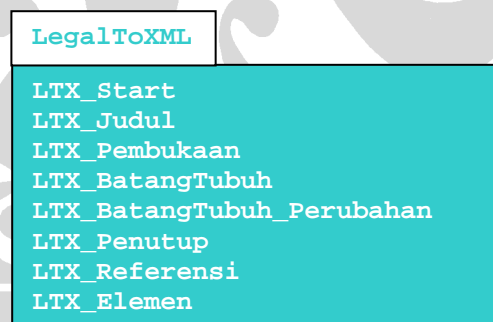 LegalToXML
LTX_Start
LTX_Judul
LTX_Pembukaan
LTX_BatangTubuh
LTX_BatangTubuh_Perubahan
LTX_Penutup
LTX_Referensi
LTX_Elemen